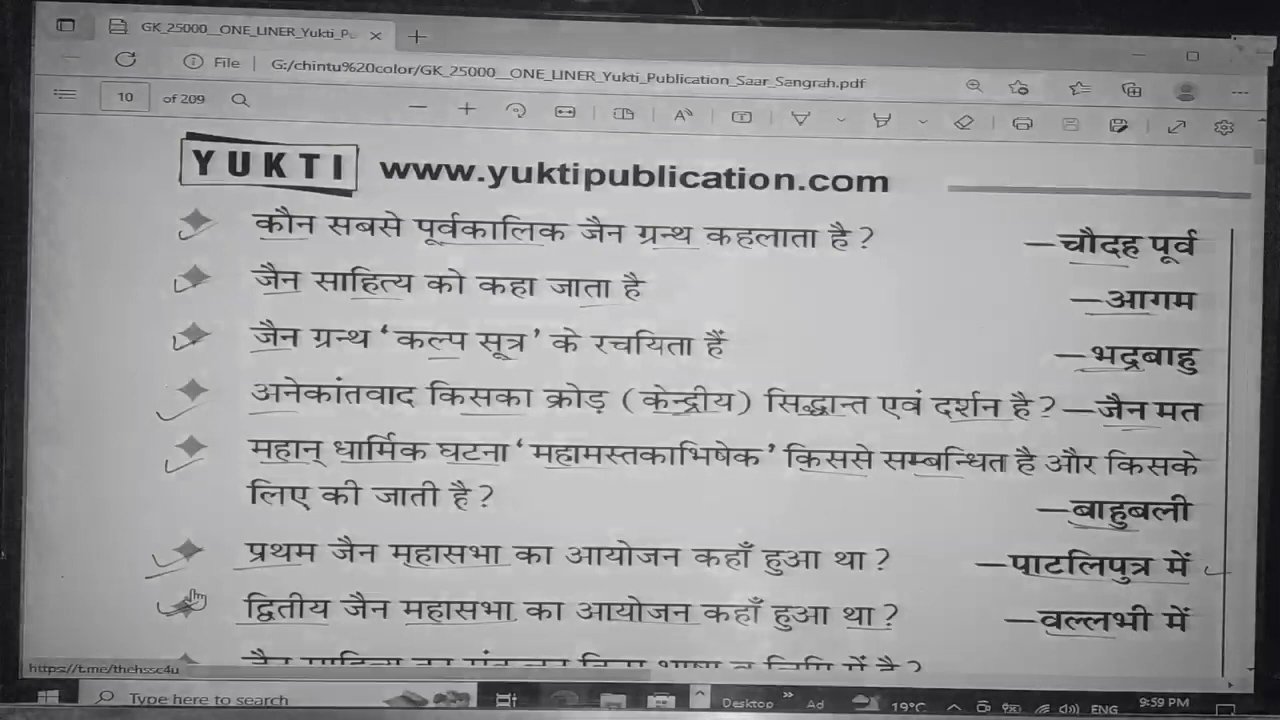 GK_25000__ONE_LINER_Yukti_P
File | G:/chintu%20color/GK_25000__ONE_LINER_Yukti_Publication_Saar_Sangrah.pdf
10 of 209
YUKTI www.yuktipublication.com
कौन सबसे पूर्वकालिक जैन ग्रन्थ कहलाता है? —चौदह पूर्व
जैन साहित्य को कहा जाता है —आगम
जैन ग्रन्थ ‘कल्प सूत्र’ के रचयिता हैं —भद्रबाहु
अनेकांतवाद किसका क्रोड़ (केन्द्रीय) सिद्धान्त एवं दर्शन है? —जैन मत
महान् धार्मिक घटना ‘महामस्तकाभिषेक’ किससे सम्बन्धित है और किसके
लिए की जाती है? —बाहुबली
प्रथम जैन महासभा का आयोजन कहाँ हुआ था? —पाटलिपुत्र में
द्वितीय जैन महासभा का आयोजन कहाँ हुआ था? —वल्लभी में
https://t.me/thehssc4u
Type here to search Desktop Ad 19°C ENG 9:59 PM